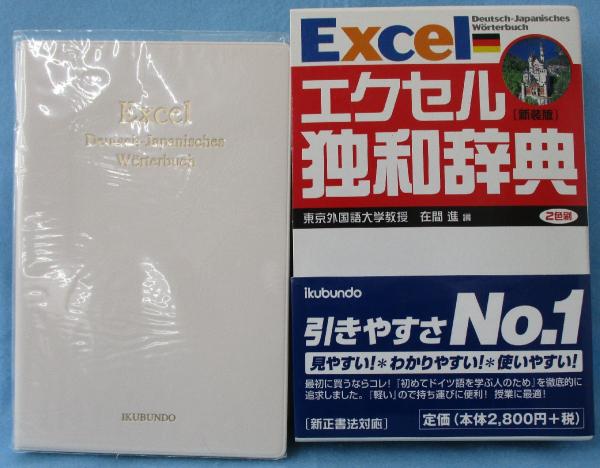 Excel
Deutsch-Japanisches
Wörterbuch
IKUBUNDO
Excel
Deutsch-Japanisches
Wörterbuch
エクセル
[新装版]
独和辞典
東京外国語大学教授 在間 進 編
2色刷
ikubundo
引きやすさNo.1
見やすい!*わかりやすい!*使いやすい!
最初に買うならコレ!『初めてドイツ語を学ぶ人のため』を徹底的に
追求しました。『軽い』ので持ち運びに便利! 授業に最適!
[新正書法対応]
定価(本体2,800円+税)